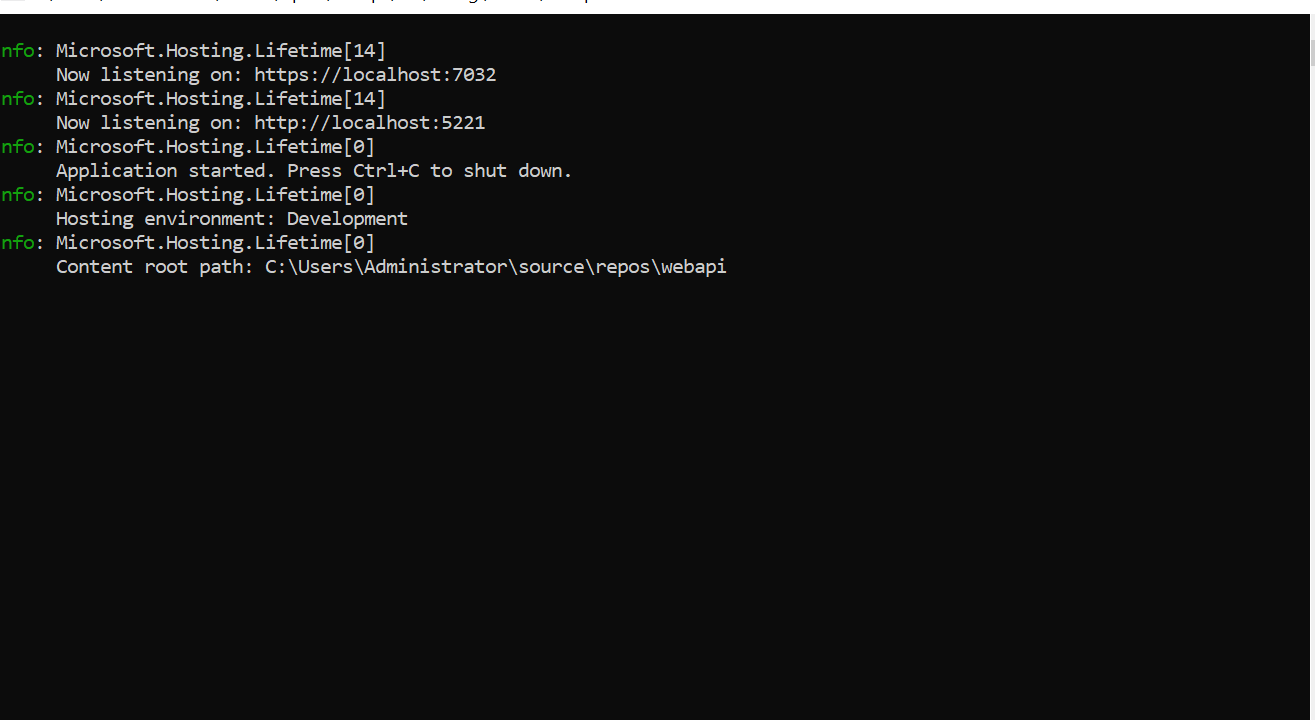 nfo: Microsoft.Hosting.Lifetime[14]
Now listening on: https://localhost:7032
nfo: Microsoft.Hosting.Lifetime[14]
Now listening on: http://localhost:5221
nfo: Microsoft.Hosting.Lifetime[0]
Application started. Press Ctrl+C to shut down.
nfo: Microsoft.Hosting.Lifetime[0]
Hosting environment: Development
nfo: Microsoft.Hosting.Lifetime[0]
Content root path: C:\Users\Administrator\source\repos\webapi